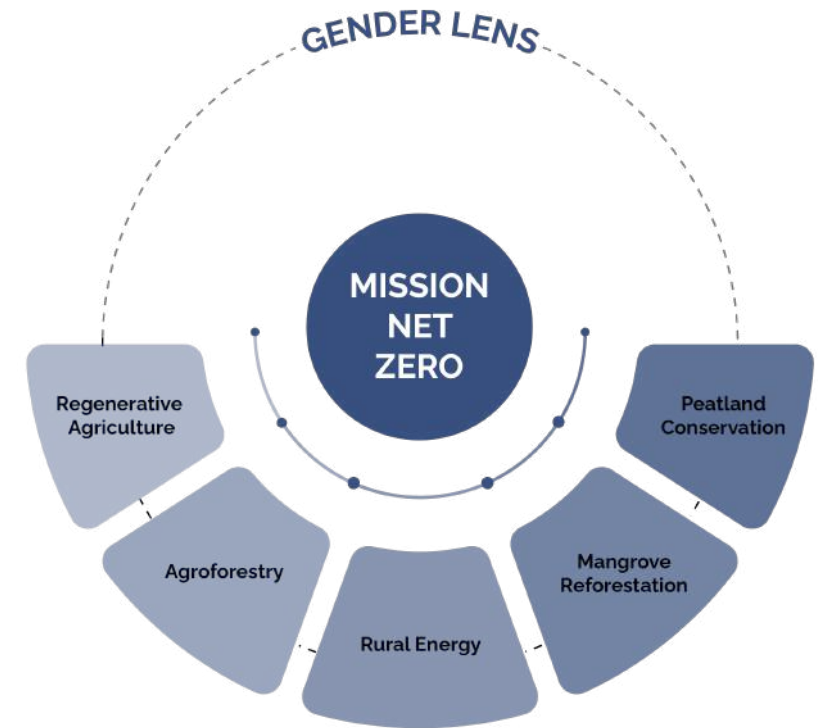 GENDER LENS
MISSION
NET
ZERO
Regenerative
Agriculture
Peatland
Conservation
Agroforestry
Mangrove
Reforestation
Rural Energy